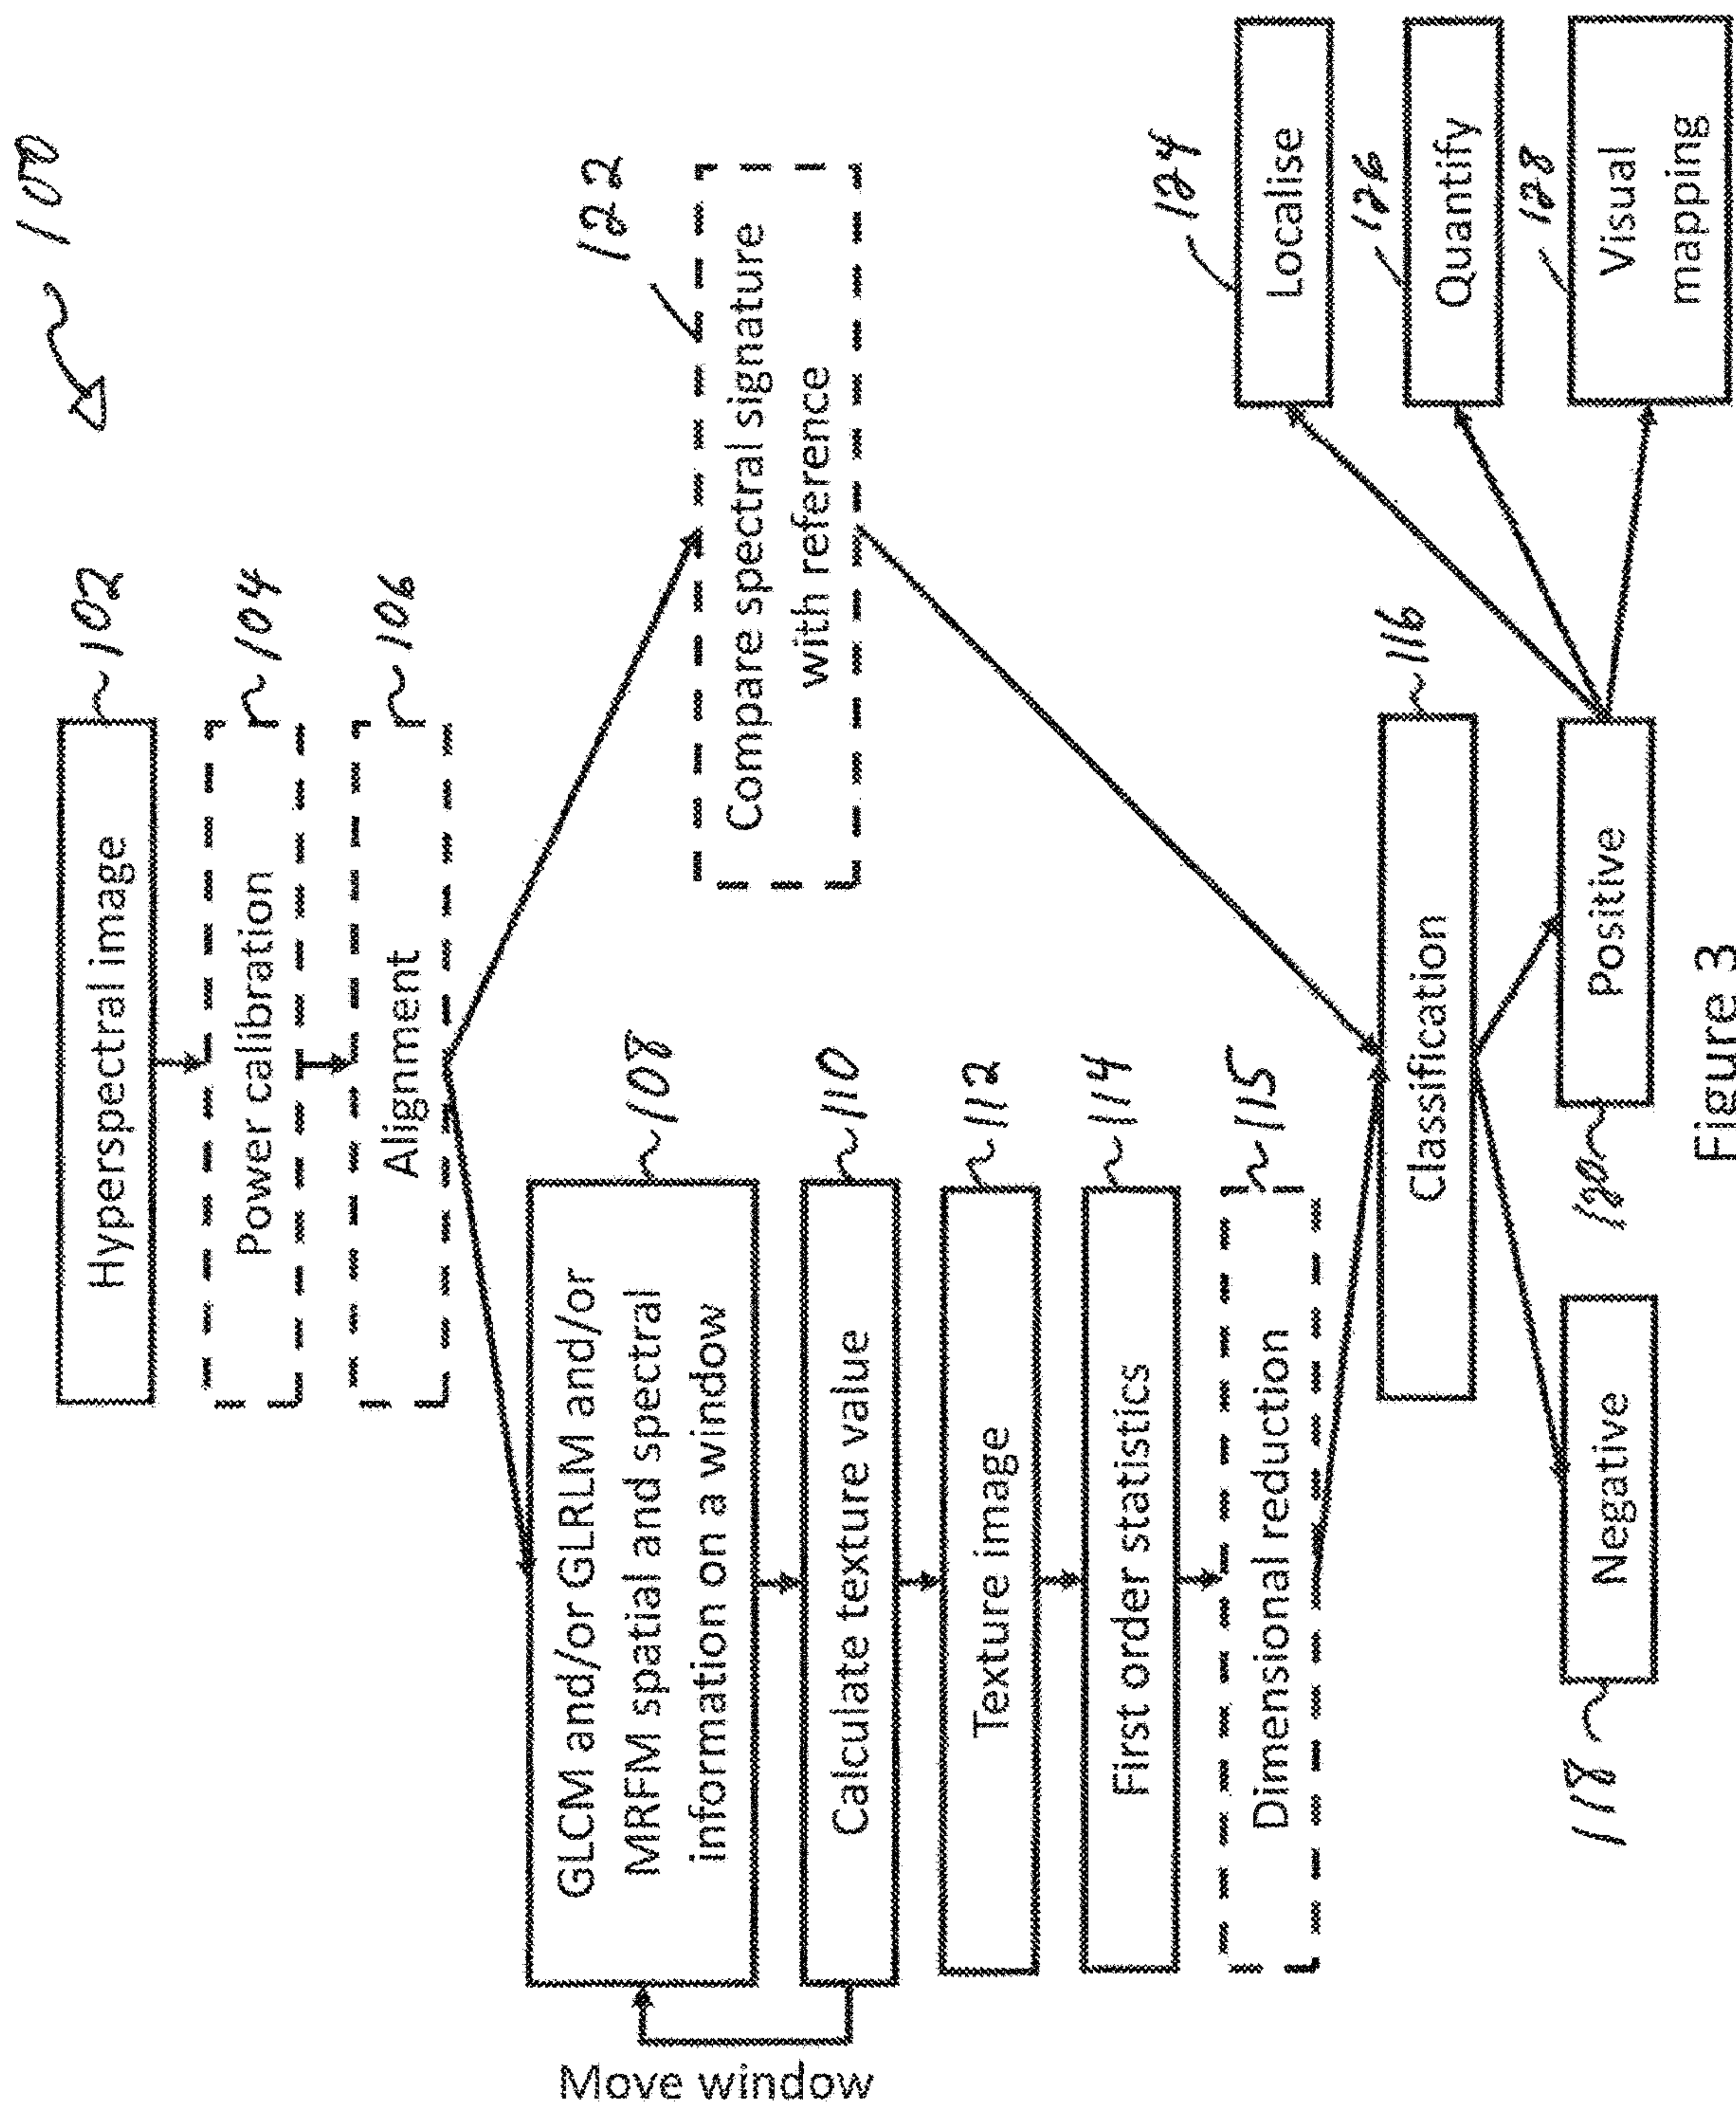 100
Hyperspectral image
102
Power calibration
104
Alignment
106
GLCM and/or GLRLM and/or
MRFM spatial and spectral
information on a window
108
Move window
Calculate texture value
110
Texture image
112
First order statistics
114
Dimensional reduction
115
Compare spectral signature
with reference
122
Classification
116
Negative
118
Positive
120
Localise
124
Quantify
126
Visual
mapping
128
Figure 3